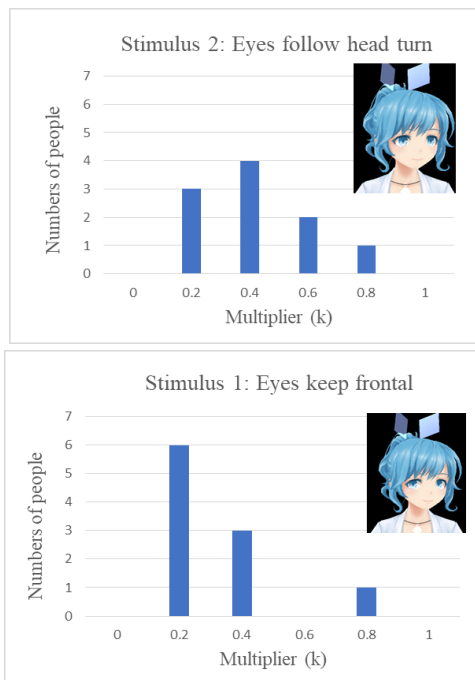 Stimulus 2: Eyes follow head turn
7
6
5
4
3
2
1
0
Numbers of people
0 0.2 0.4 0.6 0.8 1
Multiplier (k)
Stimulus 1: Eyes keep frontal
7
6
5
4
3
2
1
0
Numbers of people
0 0.2 0.4 0.6 0.8 1
Multiplier (k)